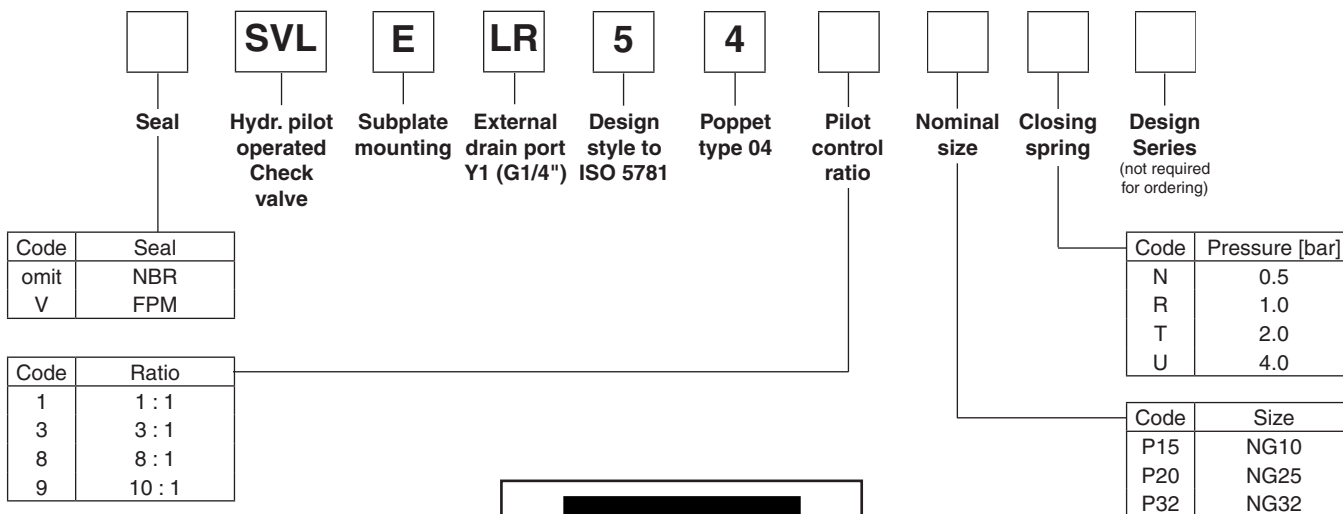 SVL E LR 5 4
Seal
Hydr. pilot
operated
Check
valve
Subplate
mounting
External
drain port
Y1 (G1/4")
Design
style to
ISO 5781
Poppet
type 04
Pilot
control
ratio
Nominal
size
Closing
spring
Design
Series
(not required
for ordering)
Code Seal
omit NBR
V FPM
Code Ratio
1 1 : 1
3 3 : 1
8 8 : 1
9 10 : 1
Code Pressure [bar]
N 0.5
R 1.0
T 2.0
U 4.0
Code Size
P15 NG10
P20 NG25
P32 NG32